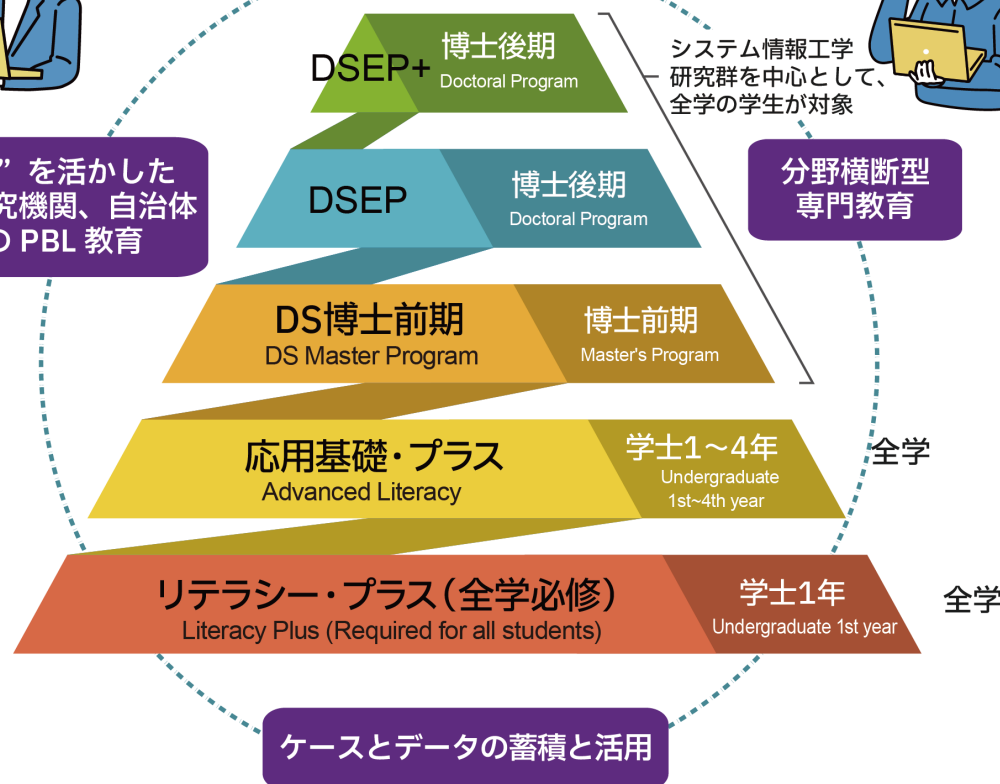 DSEP+
博士後期
Doctoral Program
システム情報工学
研究群を中心として、
全学の学生が対象
” を活かした
究機関、自治体
の PBL 教育
DSEP
博士後期
Doctoral Program
分野横断型
専門教育
DS博士前期
DS Master Program
博士前期
Master's Program
応用基礎・プラス
Advanced Literacy
学士1〜4年
Undergraduate
1st~4th year
全学
リテラシー・プラス（全学必修）
Literacy Plus (Required for all students)
学士1年
Undergraduate 1st year
全学
ケースとデータの蓄積と活用